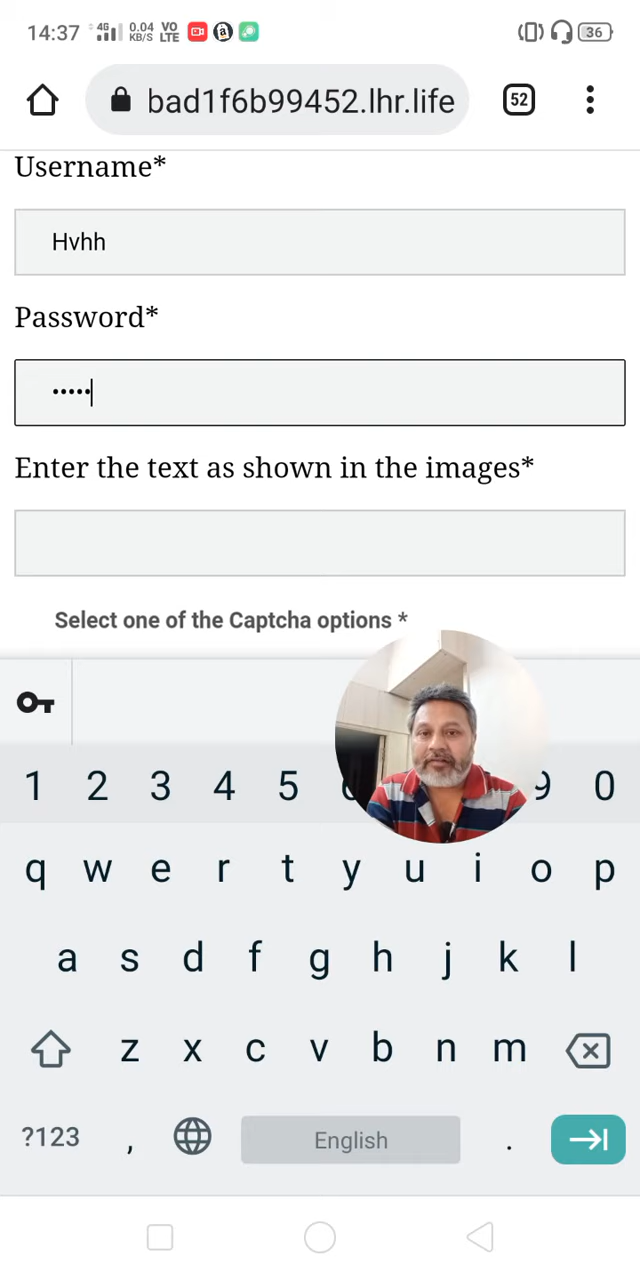 14:37 4G 0.04 KB/S VO LTE 36
52 bad1f6b99452.lhr.life
Username*
Hvhh
Password*
•••••
Enter the text as shown in the images*
Select one of the Captcha options *
1 2 3 4 5 9 0
q w e r t y u i o p
a s d f g h j k l
z x c v b n m
?123 , English .